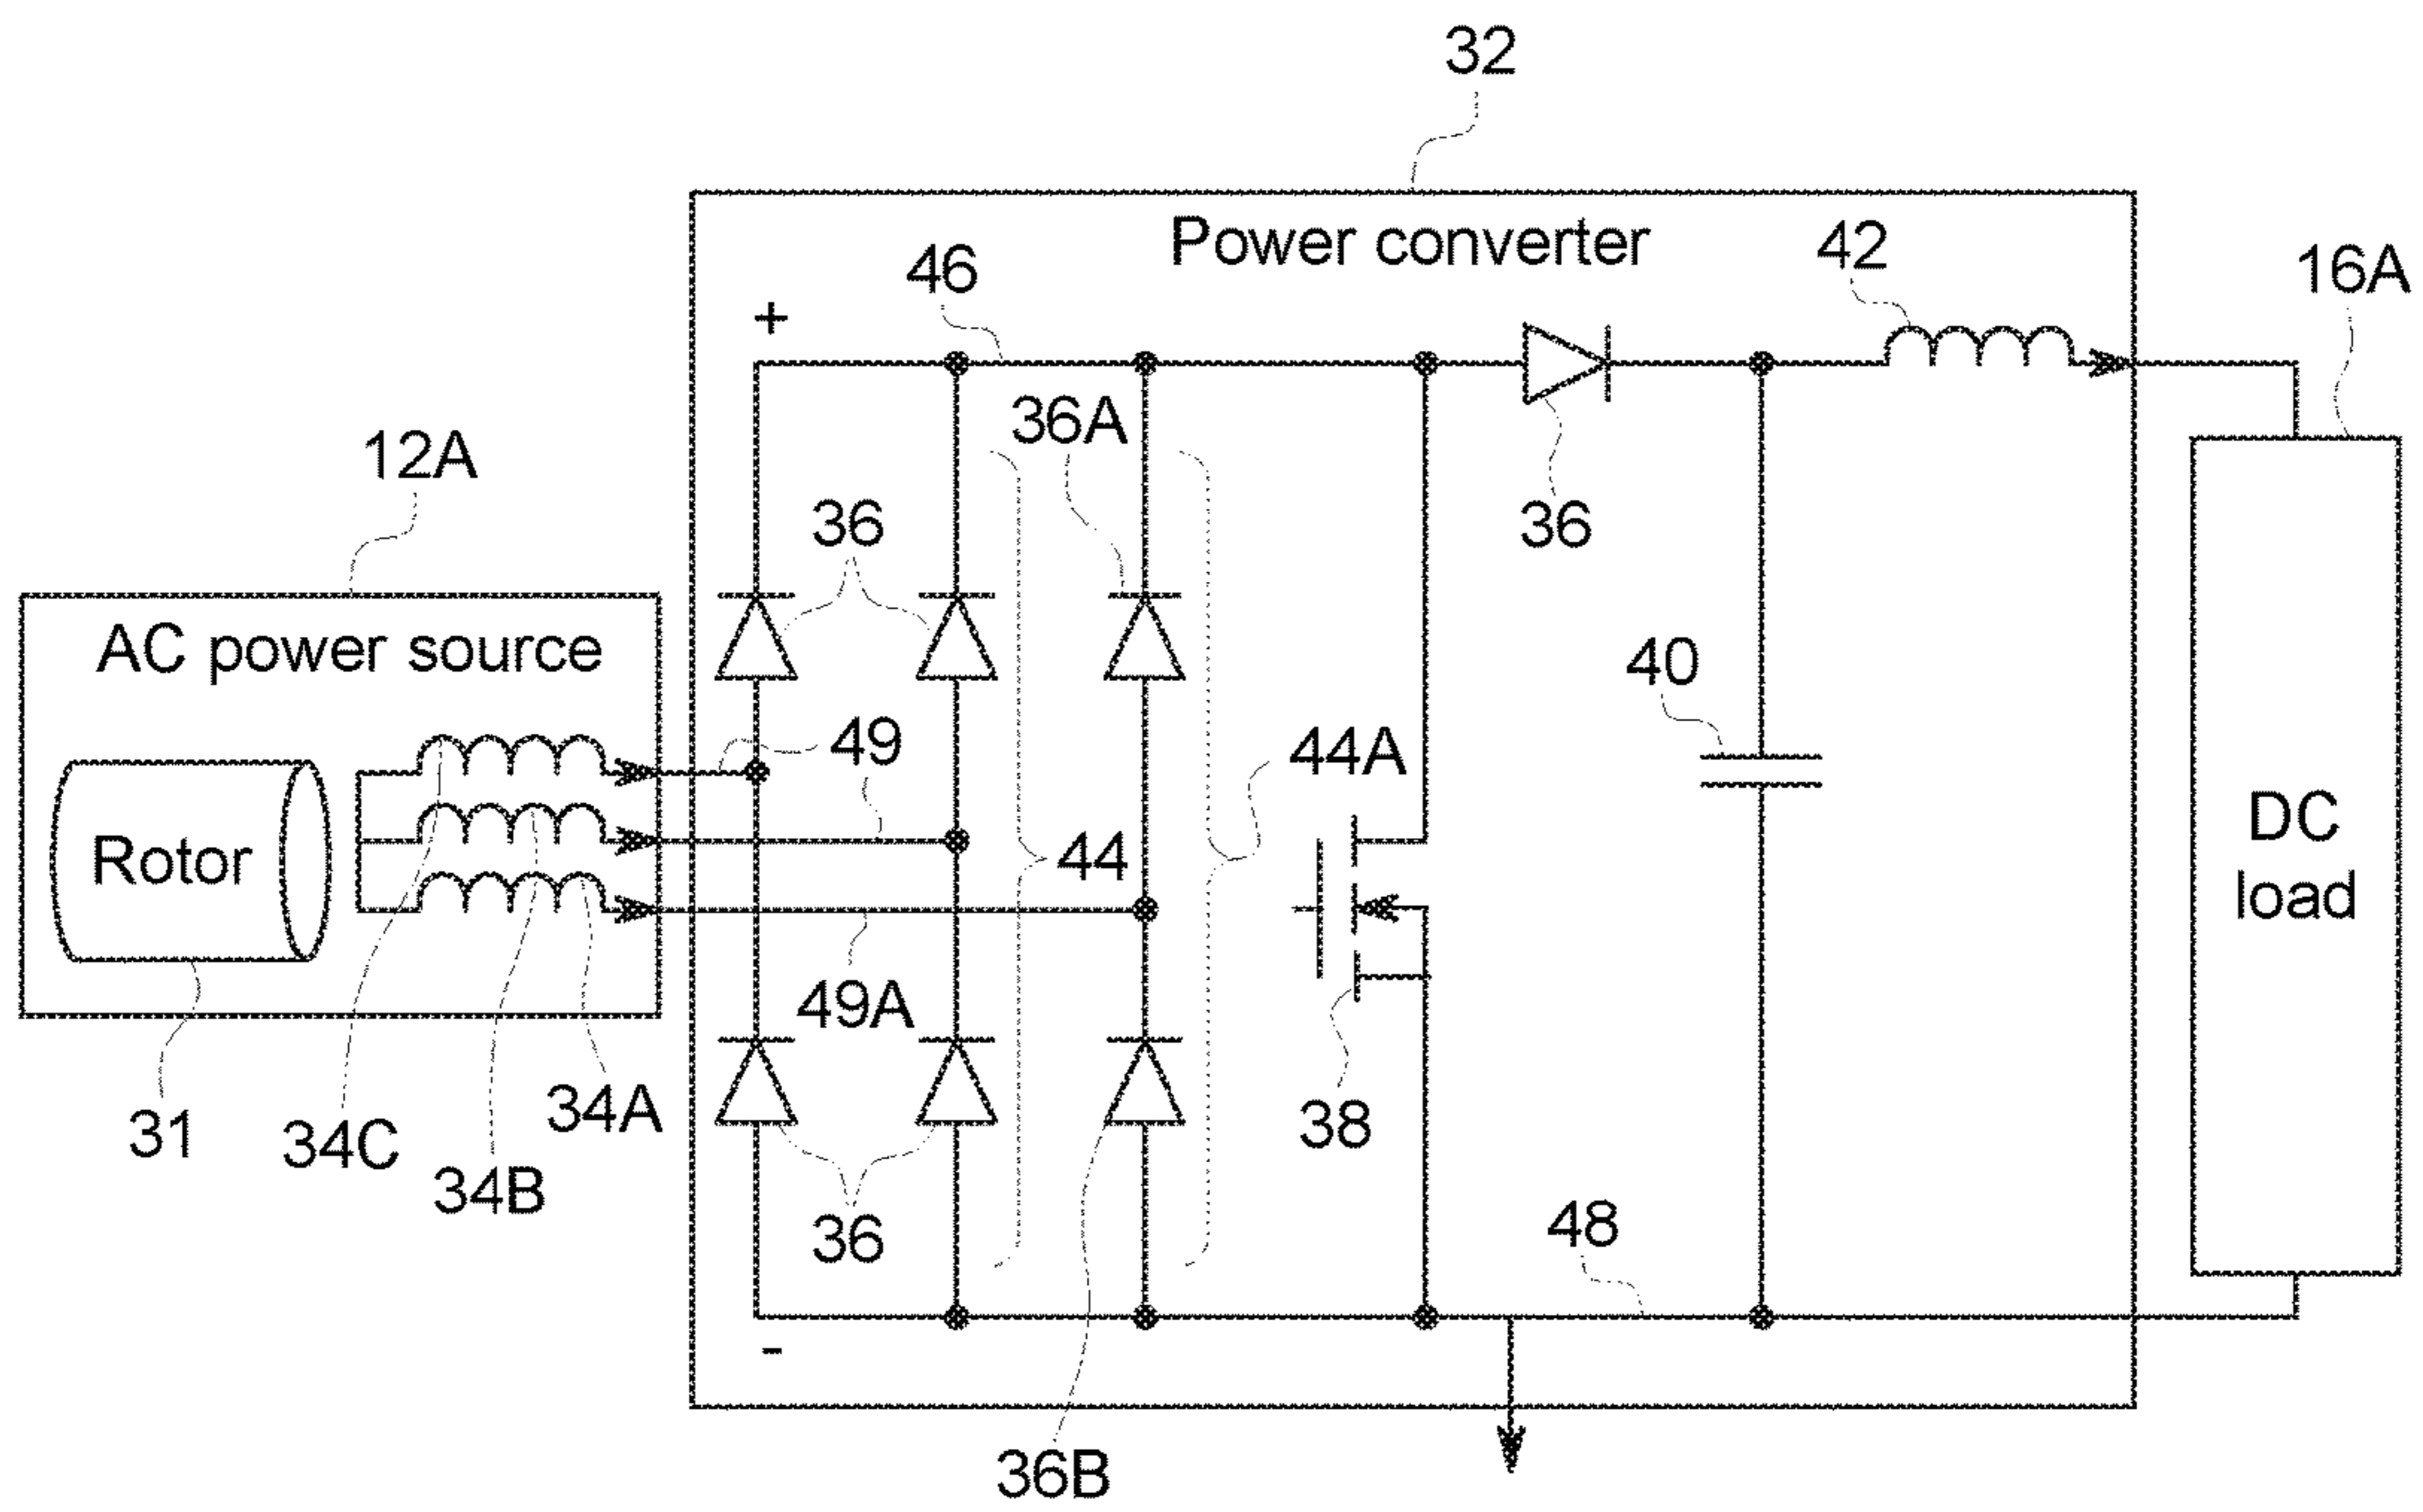 32
Power converter
42
16A
46
+
36A
12A
36
36
AC power source
40
49
44A
DC
load
Rotor
44
49A
38
31
34C
34B
34A
36
48
-
36B